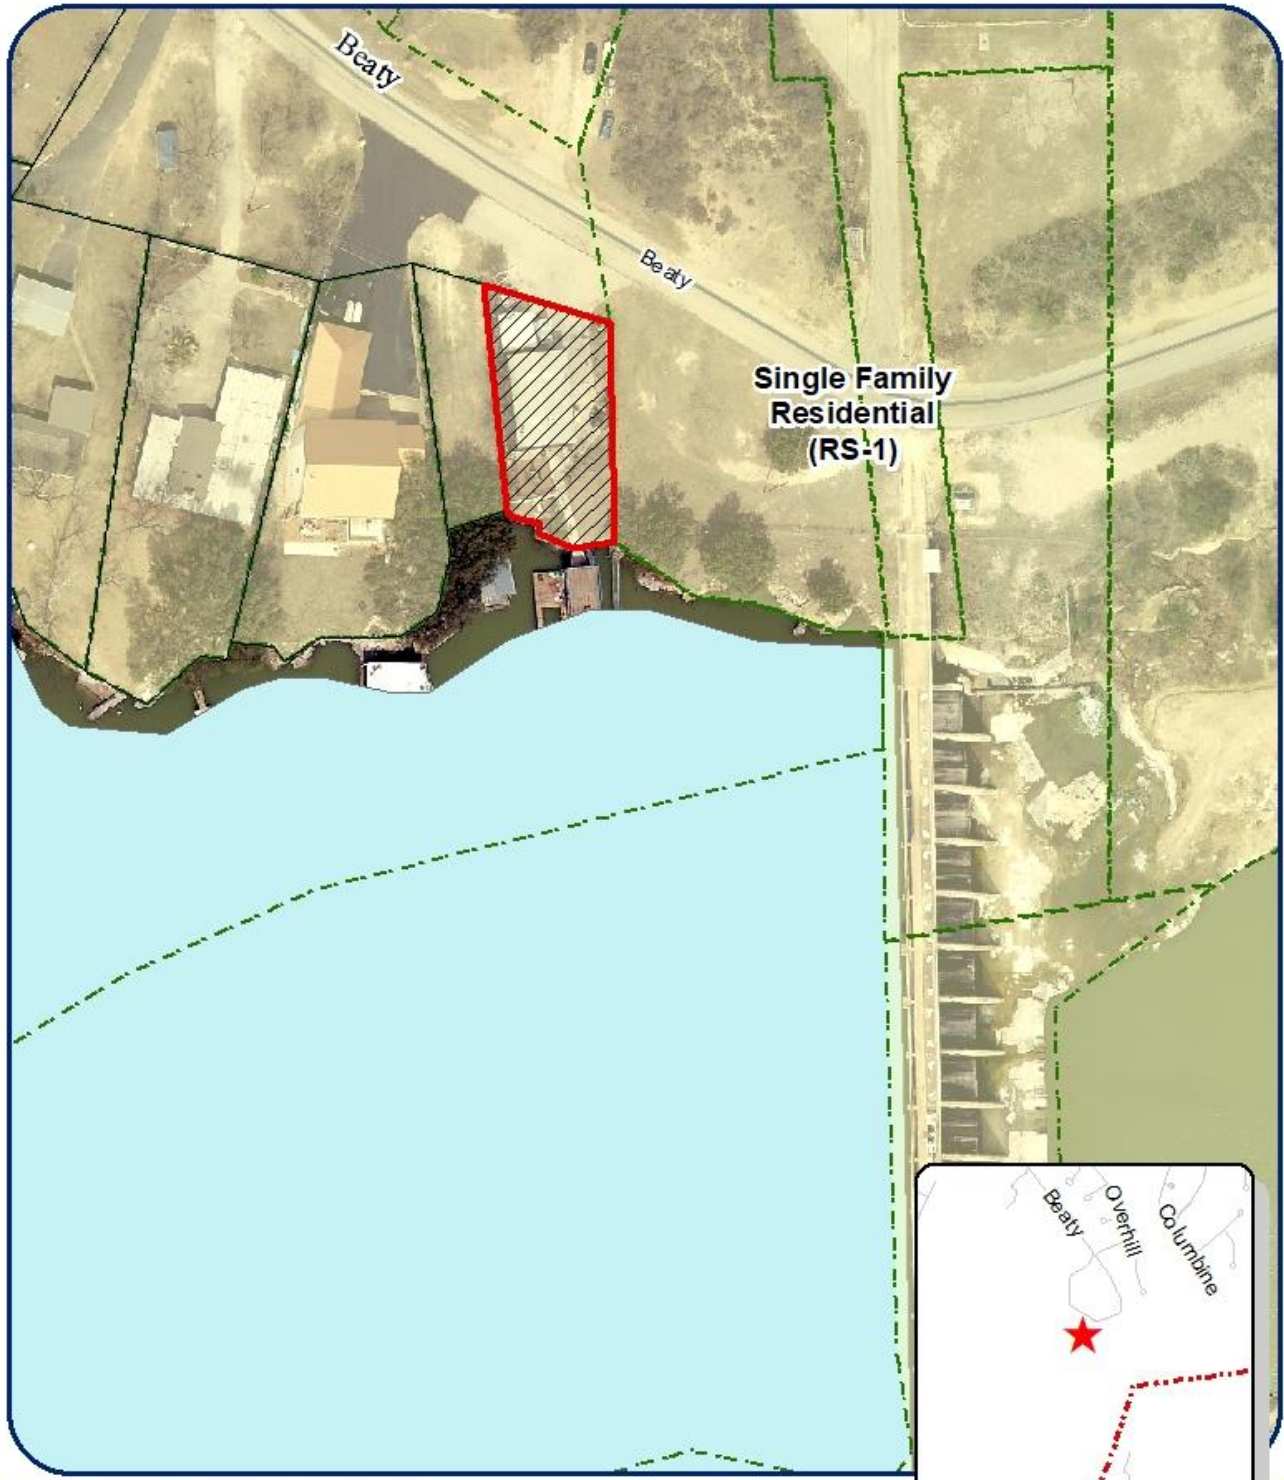 Beaty
Beaty
Single Family
Residential
(RS-1)
Beaty
Overhill
Columbine